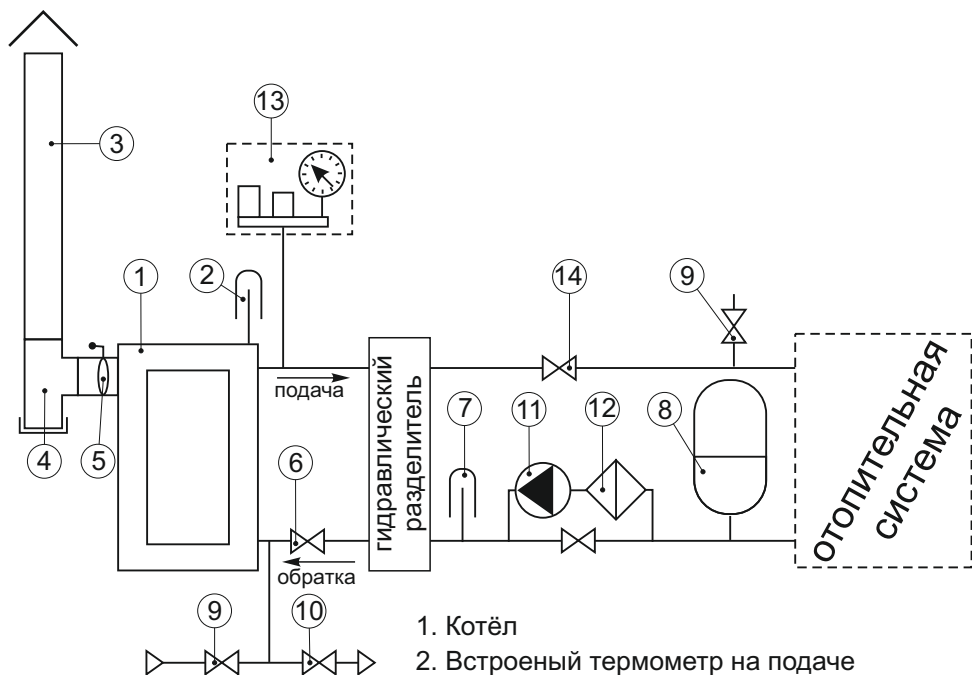 13
3
1
2
14
9
подача
гидравлический
разделитель
7
11
12
8
отопительная
система
4
5
6
обратка
9
10
1. Котёл
2. Встроеный термометр на подаче